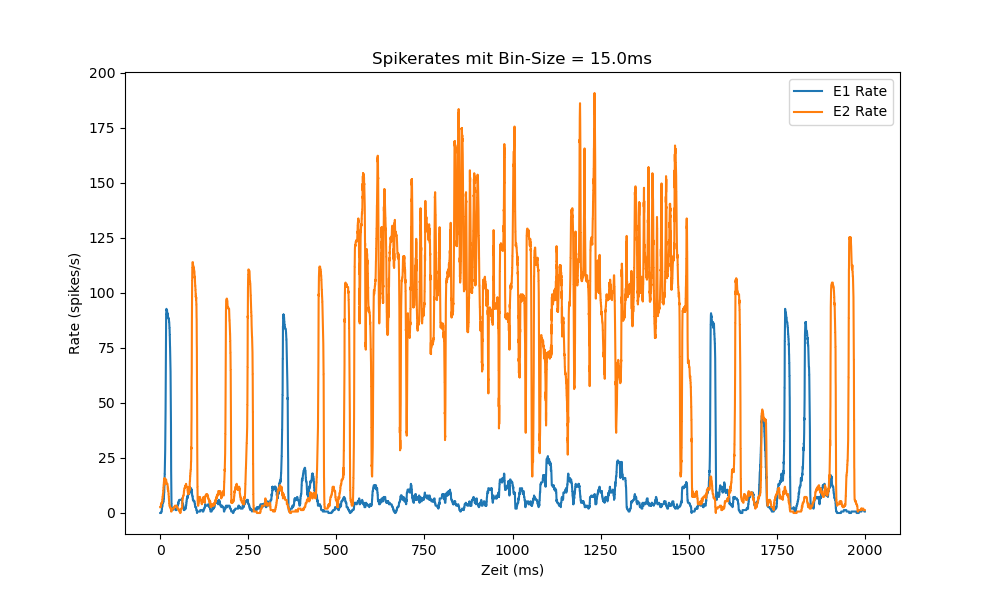 Spikerates mit Bin-Size = 15.0ms
E1 Rate
E2 Rate
Rate (spikes/s)
200
175
150
125
100
75
50
25
0
0 250 500 750 1000 1250 1500 1750 2000
Zeit (ms)